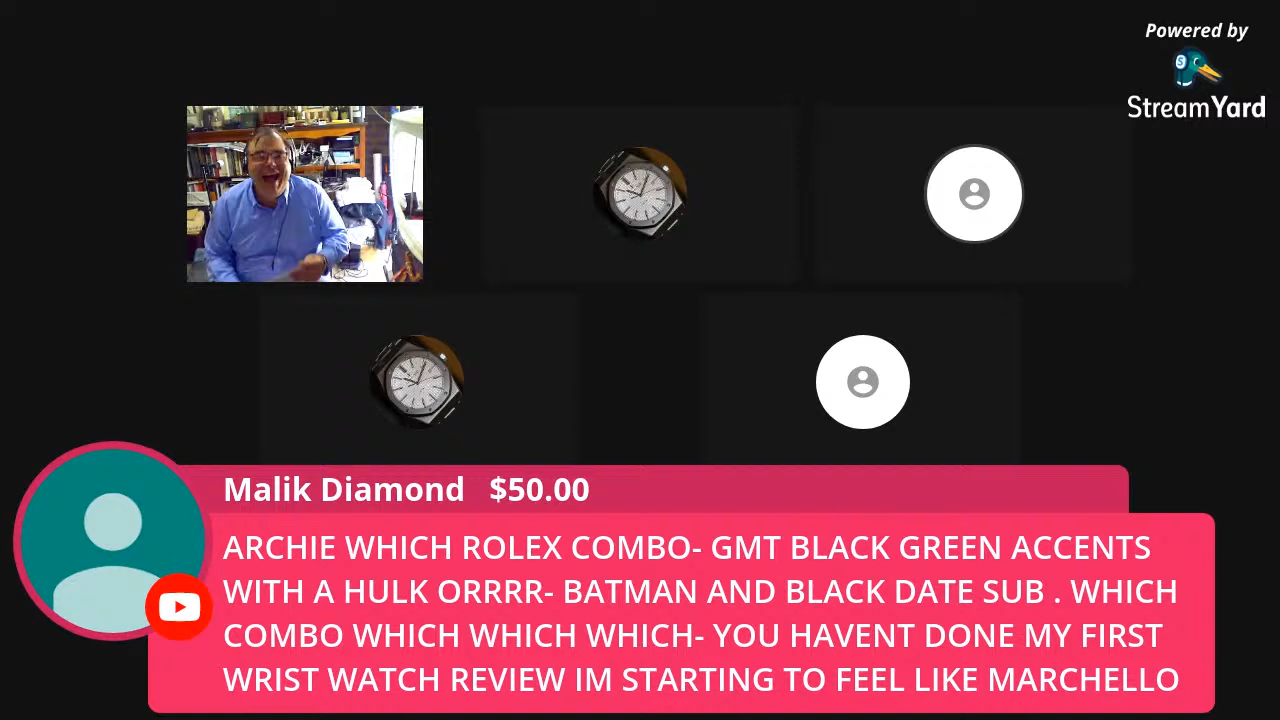 Powered by
StreamYard
Malik Diamond $50.00
ARCHIE WHICH ROLEX COMBO- GMT BLACK GREEN ACCENTS
WITH A HULK ORRRR- BATMAN AND BLACK DATE SUB . WHICH
COMBO WHICH WHICH WHICH- YOU HAVENT DONE MY FIRST
WRIST WATCH REVIEW IM STARTING TO FEEL LIKE MARCHELLO